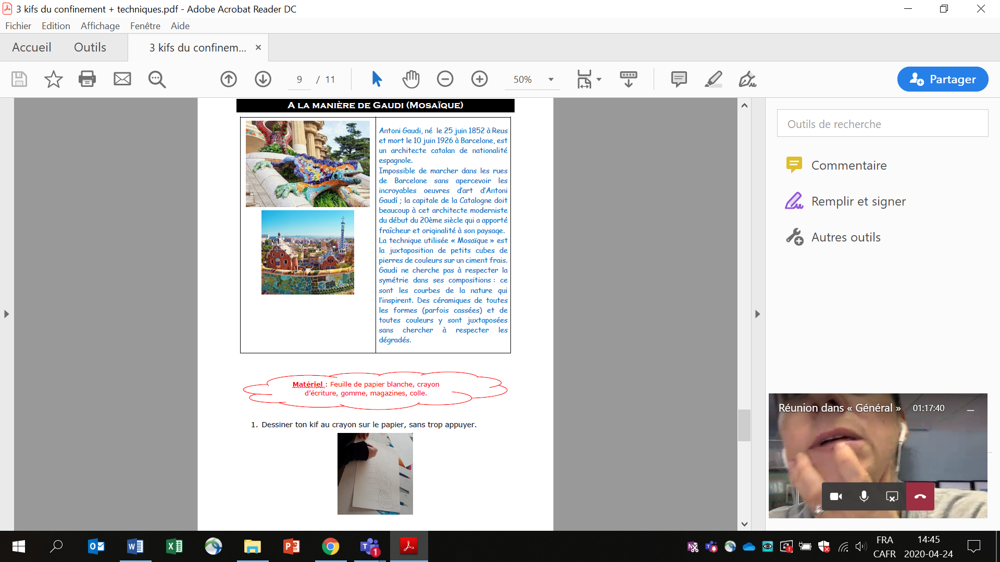 3 kifs du confinement + techniques.pdf - Adobe Acrobat Reader DC
Fichier Edition Affichage Fenêtre Aide
Accueil Outils 3 kifs du confinem... ×
9 / 11 50% Partager
A LA MANIÈRE DE GAUDI (MOSAÏQUE)
Antoni Gaudi, né le 25 juin 1852 à Reus
et mort le 10 juin 1926 à Barcelone, est
un architecte catalan de nationalité
espagnole.
Impossible de marcher dans les rues
de Barcelone sans apercevoir les
incroyables oeuvres d'art d'Antoni
Gaudí ; la capitale de la Catalogne doit
beaucoup à cet architecte moderniste
du début du 20ème siècle qui a apporté
fraîcheur et originalité à son paysage.
La technique utilisée « Mosaïque » est
la juxtaposition de petits cubes de
pierres de couleurs sur un ciment frais.
Gaudi ne cherche pas à respecter la
symétrie dans ses compositions : ce
sont les courbes de la nature qui
l'inspirent. Des céramiques de toutes
les formes (parfois cassées) et de
toutes couleurs y sont juxtaposées
sans chercher à respecter les
dégradés.
Matériel : Feuille de papier blanche, crayon
d'écriture, gomme, magazines, colle.
1. Dessiner ton kif au crayon sur le papier, sans trop appuyer.
Outils de recherche
Commentaire
Remplir et signer
Autres outils
Réunion dans « Général » 01:17:40
FRA 14:45
CAFR 2020-04-24